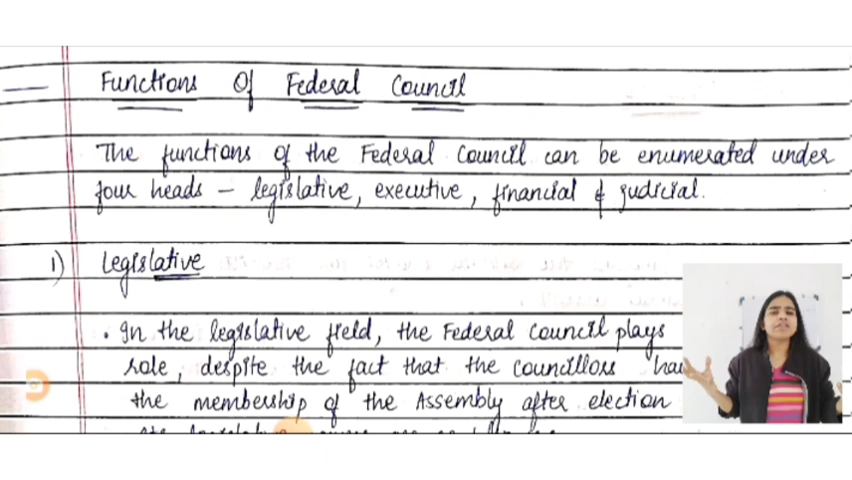 Functions Of Federal Council
The functions of the Federal Council can be enumerated under
four heads – legislative, executive, financial & judicial.
1) Legislative
• In the legislative field, the Federal Council plays
role, despite the fact that the councillors
the membership of the Assembly after election